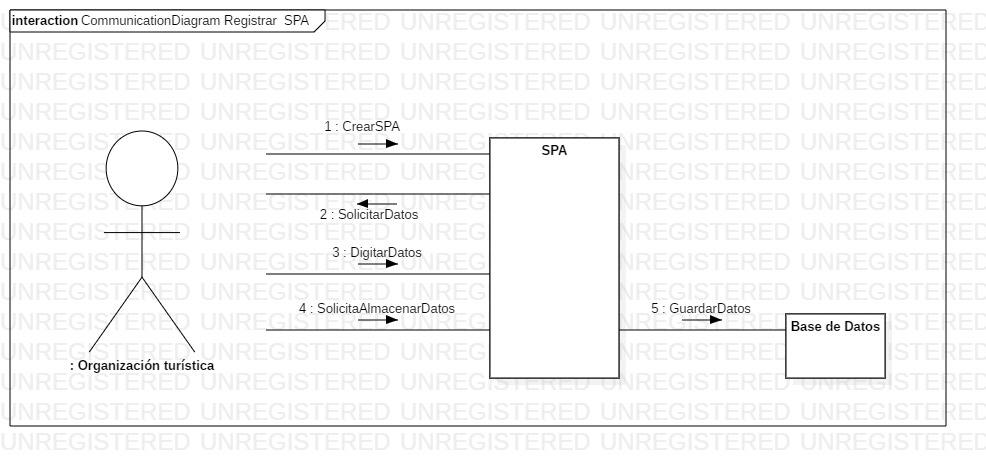 interaction CommunicationDiagram Registrar SPA
1 : CrearSPA
SPA
2 : SolicitarDatos
3 : DigitarDatos
4 : SolicitaAlmacenarDatos
5 : GuardarDatos
Base de Datos
: Organización turística
UNREGISTERED UNREGISTERED UNREGISTERED UNREGISTERED UNREGISTERED